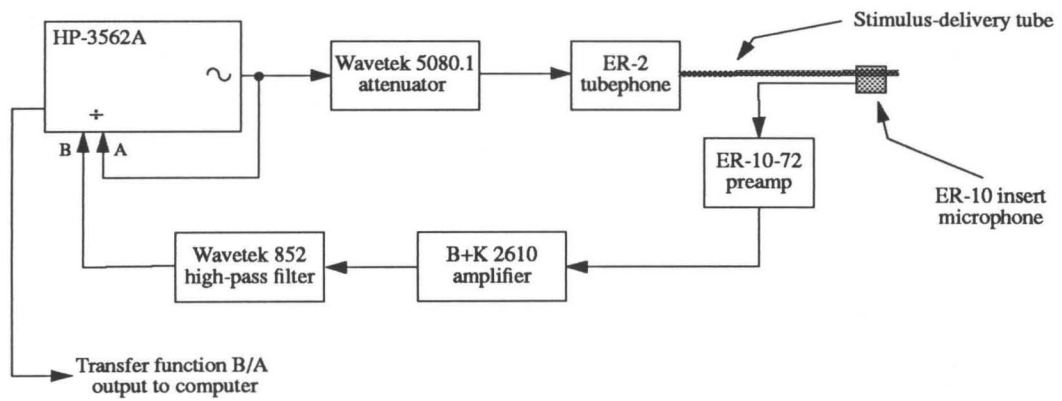 HP-3562A
~
÷
B
A
Wavetek 5080.1
attenuator
ER-2
tubephone
Stimulus-delivery tube
ER-10-72
preamp
ER-10 insert
microphone
Wavetek 852
high-pass filter
B+K 2610
amplifier
Transfer function B/A
output to computer